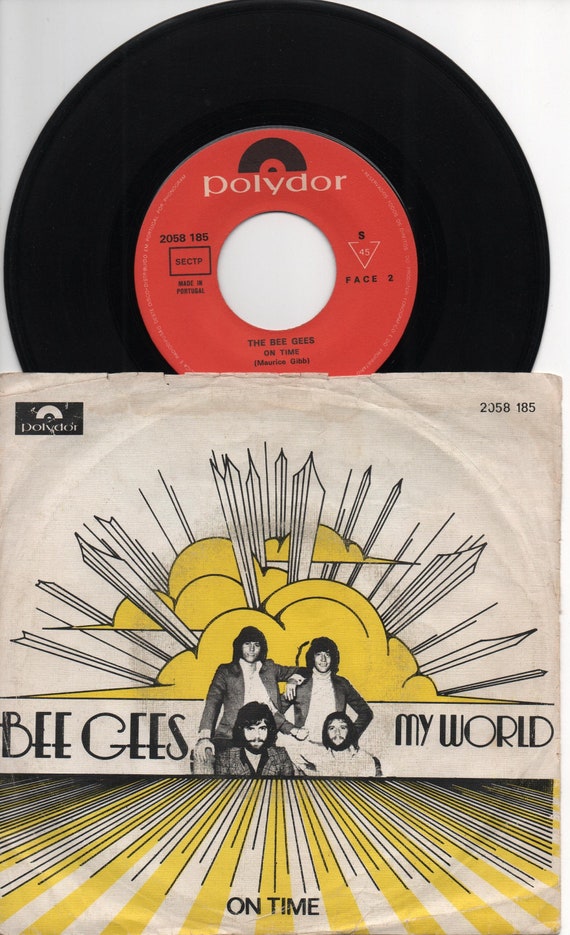 polydor
2058 185
S
SECTP
45
FACE 2
MADE IN
PORTUGAL
THE BEE GEES
ON TIME
(Maurice Gibb)
polydor
2058 185
BEE GEES
MY WORLD
ON TIME